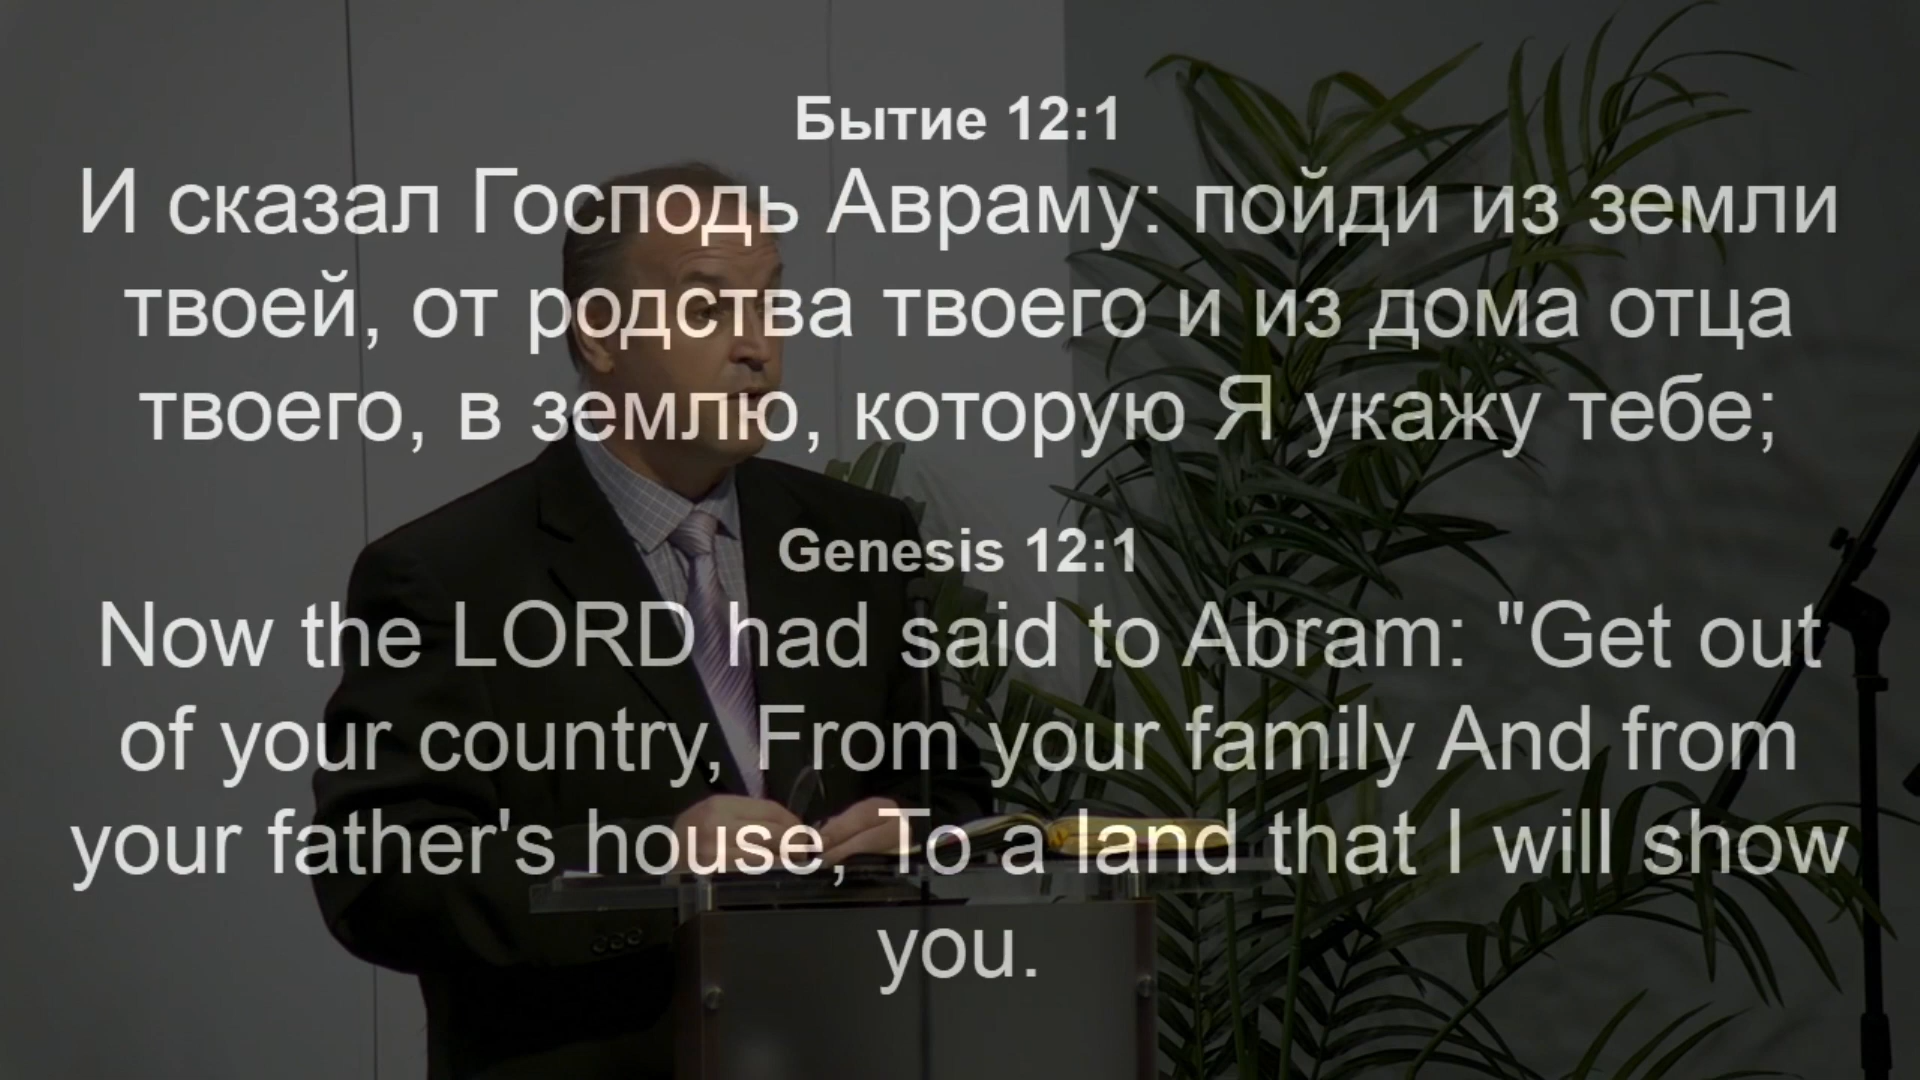 Бытие 12:1
И сказал Господь Авраму: пойди из земли
твоей, от родства твоего и из дома отца
твоего, в землю, которую Я укажу тебе;
Genesis 12:1
Now the LORD had said to Abram: "Get out
of your country, From your family And from
your father's house, To a land that I will show
you.